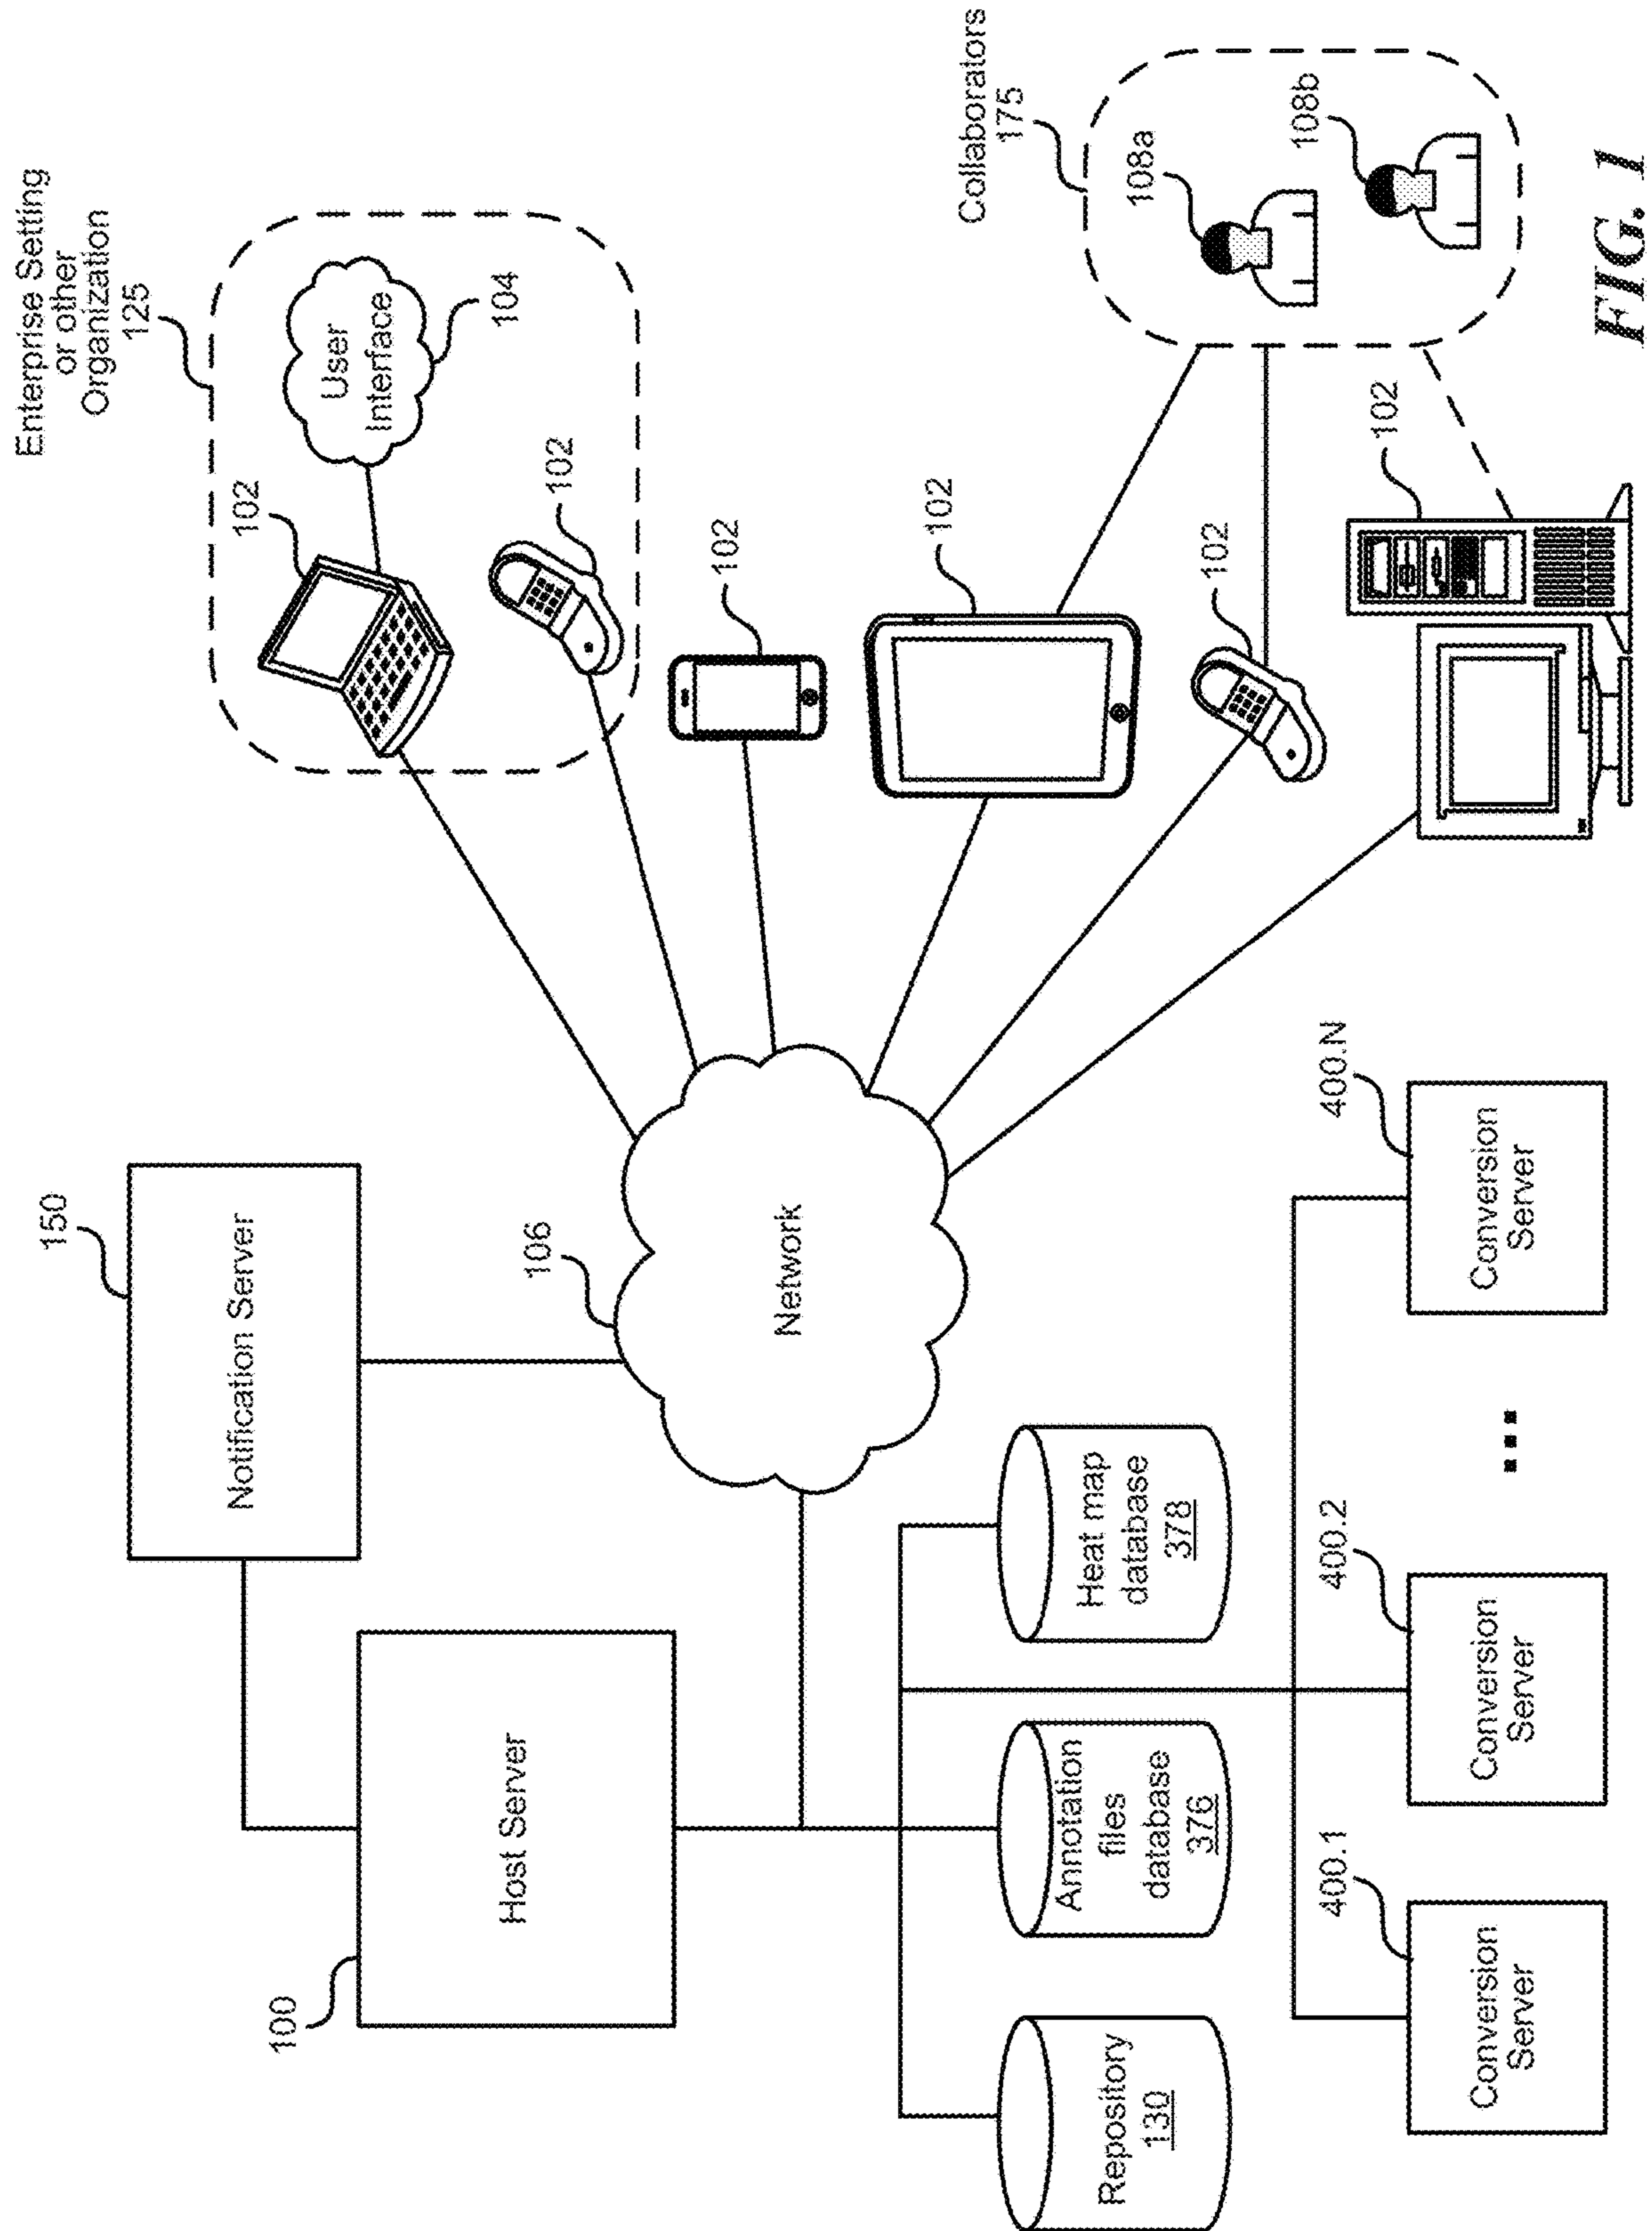 Enterprise Setting
or other
Organization
125
150
Notification Server
102
User
Interface
104
100
Host Server
106
Network
102
102
Collaborators
175
108a
108b
102
102
102
Repository
130
Annotation
files
database
376
Heat map
database
378
400.1
Conversion
Server
400.2
Conversion
Server
400.N
Conversion
Server
FIG. 1